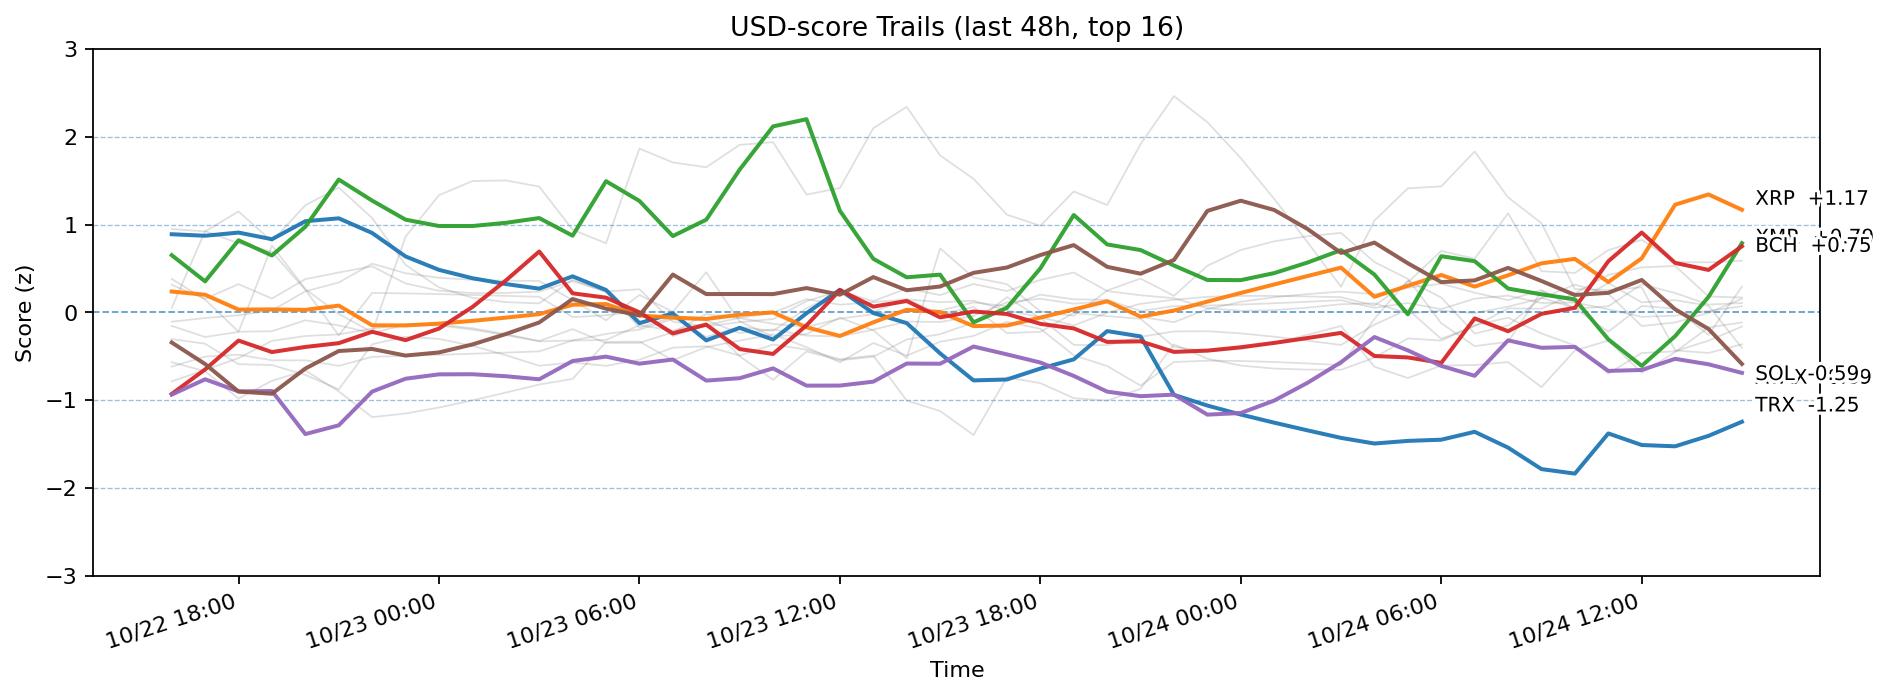 USD-score Trails (last 48h, top 16)
3
2
1
0
−1
−2
−3
Score (z)
XRP +1.17
BCH +0.75
SOL -0.59
TRX -1.25
10/22 18:00
10/23 00:00
10/23 06:00
10/23 12:00
10/23 18:00
10/24 00:00
10/24 06:00
10/24 12:00
Time